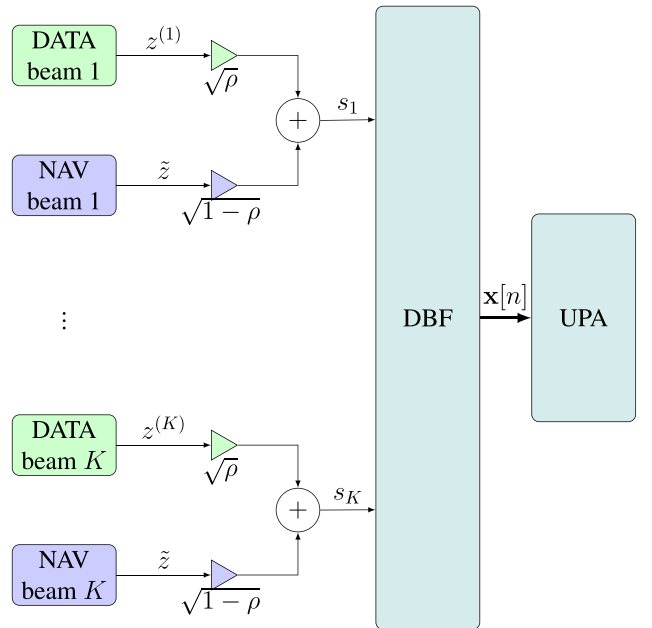 DATA
beam 1
z^{(1)}
√ρ
s_1
NAV
beam 1
z̃
√(1 − ρ)
+
⋮
DBF
x[n]
UPA
DATA
beam K
z^{(K)}
√ρ
+
s_K
NAV
beam K
z̃
√(1 − ρ)